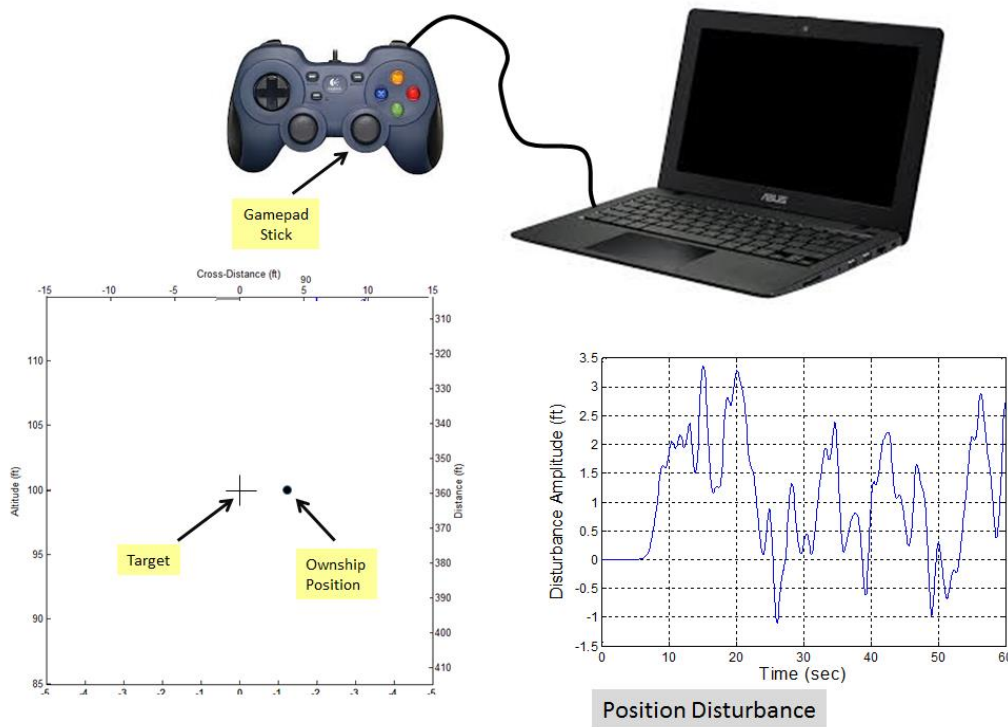 Gamepad
Stick
ASUS
Cross-Distance (ft)
90
-15 -10 -5 0 5 10 15
110
105
100
95
90
85
Altitude (ft)
310
320
330
340
350
360
370
380
390
400
410
Distance (ft)
Target
Ownship
Position
-5 -4 -3 -2 -1 0 -1 -2 -3 -4 -5
3.5
3
2.5
2
1.5
1
0.5
0
-0.5
-1
-1.5
Disturbance Amplitude (ft)
0 10 20 30 40 50 60
Time (sec)
Position Disturbance